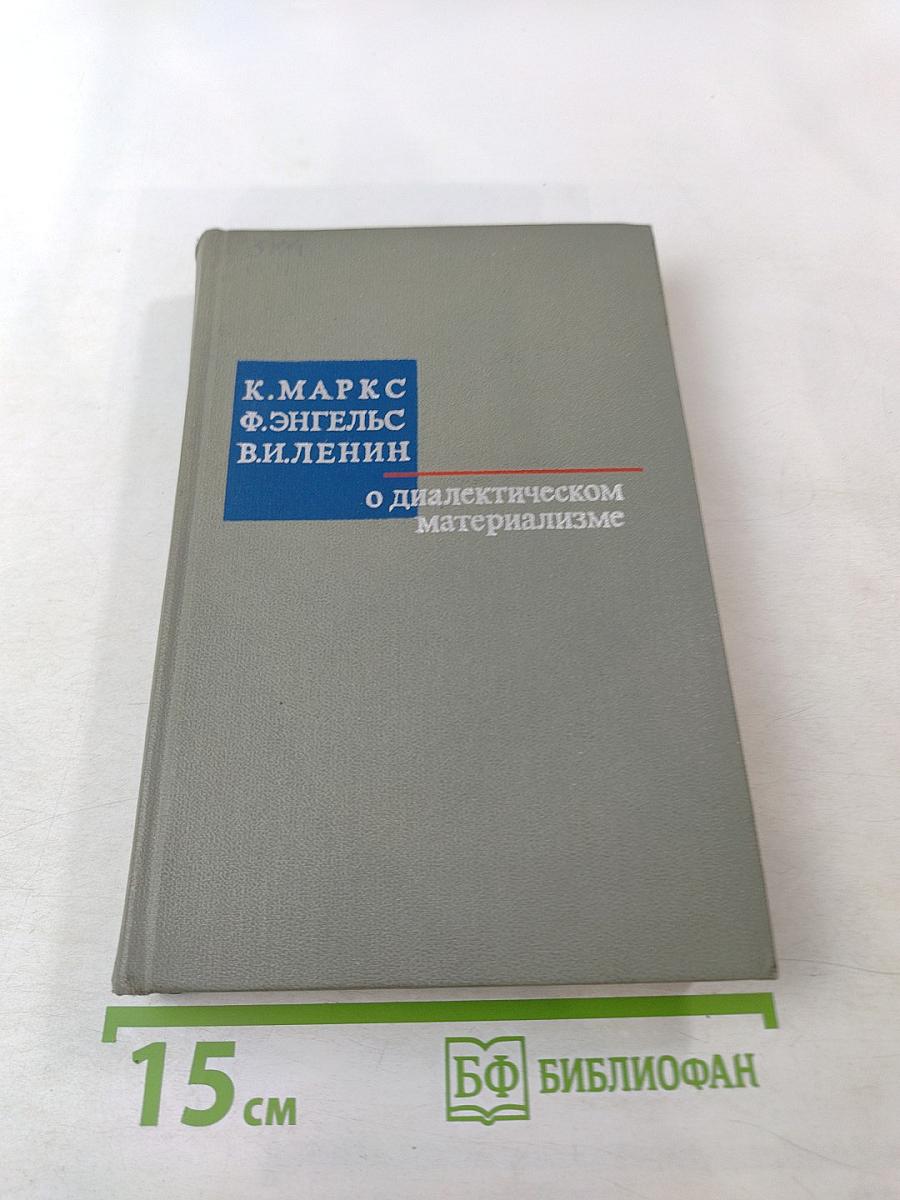 К. МАРКС
Ф. ЭНГЕЛЬС
В. И. ЛЕНИН
о диалектическом
материализме
15 см
БФ БИБЛИОФАН